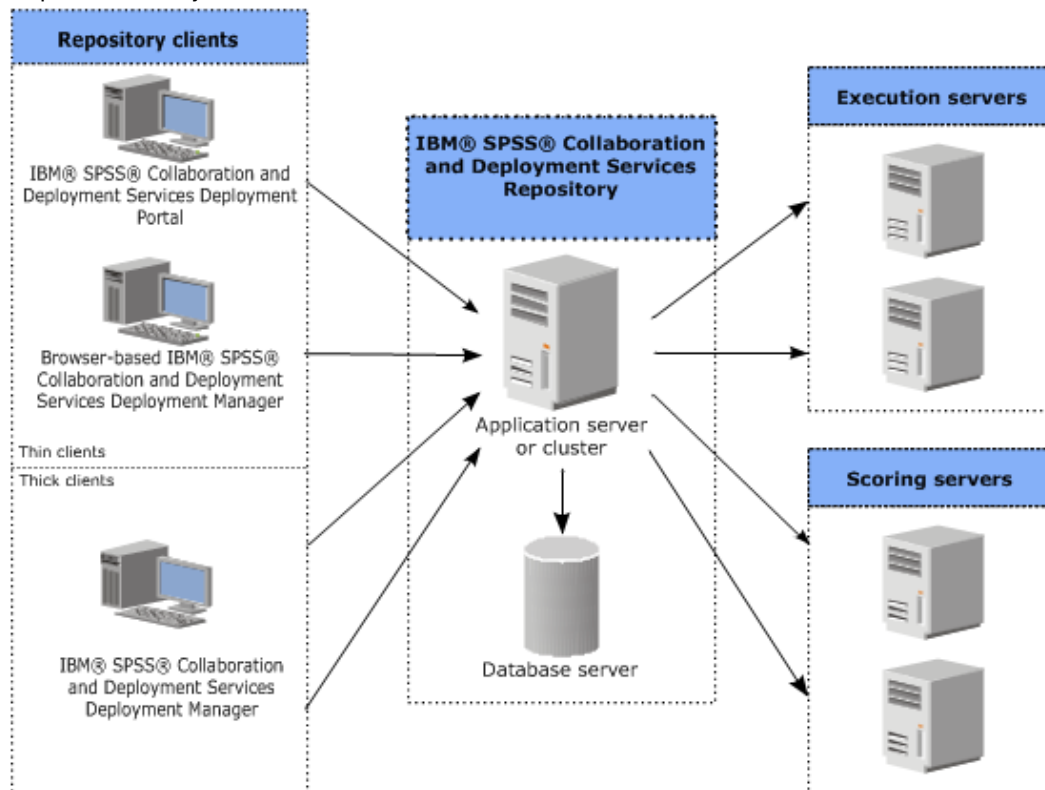 Repository clients
IBM® SPSS® Collaboration and
Deployment Services Deployment
Portal
Browser-based IBM® SPSS®
Collaboration and Deployment
Services Deployment Manager
Thin clients
Thick clients
IBM® SPSS® Collaboration
and Deployment Services
Deployment Manager
IBM® SPSS® Collaboration
and Deployment Services
Repository
Application server
or cluster
Database server
Execution servers
Scoring servers